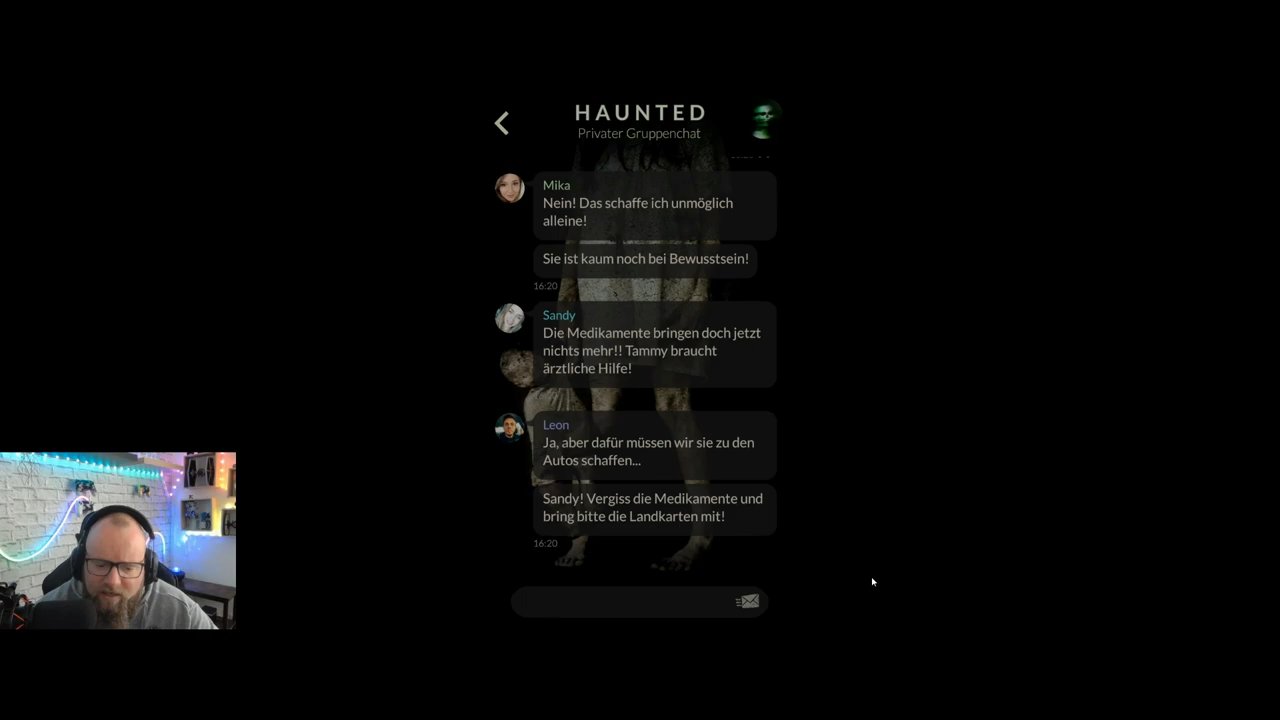 HAUNTED
Privater Gruppenchat
Mika
Nein! Das schaffe ich unmöglich
alleine!
Sie ist kaum noch bei Bewusstsein!
16:20
Sandy
Die Medikamente bringen doch jetzt
nichts mehr!! Tammy braucht
ärztliche Hilfe!
Leon
Ja, aber dafür müssen wir sie zu den
Autos schaffen...
Sandy! Vergiss die Medikamente und
bring bitte die Landkarten mit!
16:20